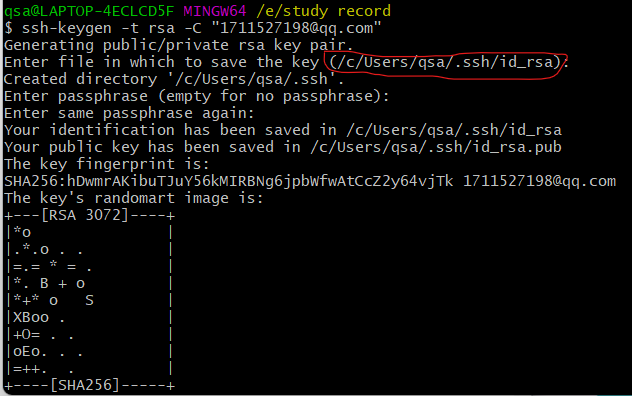 qsa@LAPTOP-4ECLCD5F MINGW64 /e/study record
$ ssh-keygen -t rsa -C "1711527198@qq.com"
Generating public/private rsa key pair.
Enter file in which to save the key (/c/Users/qsa/.ssh/id_rsa):
Created directory '/c/Users/qsa/.ssh'.
Enter passphrase (empty for no passphrase):
Enter same passphrase again:
Your identification has been saved in /c/Users/qsa/.ssh/id_rsa
Your public key has been saved in /c/Users/qsa/.ssh/id_rsa.pub
The key fingerprint is:
SHA256:hDwmrAKibuTJuY56kMIRBNg6jpbWfwAtCcZ2y64vjTk 1711527198@qq.com
The key's randomart image is:
+---[RSA 3072]----+
|*o               |
|.*.o . .         |
|=.= * = .        |
|*. B + o         |
|*+* o   S        |
|XBoo .           |
|+O= . .          |
|oEo. . .         |
|=++.  .          |
+----[SHA256]-----+